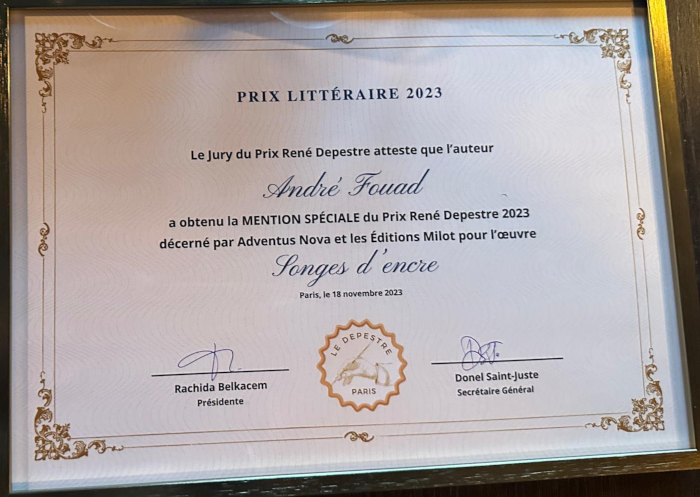 PRIX LITTÉRAIRE 2023
Le Jury du Prix René Depestre atteste que l'auteur
André Fouad
a obtenu la MENTION SPÉCIALE du Prix René Depestre 2023
décerné par Adventus Nova et les Éditions Milot pour l'œuvre
Songes d'encre
Paris, le 18 novembre 2023
LE DEPESTRE
PARIS
Rachida Belkacem
Présidente
Donel Saint-Juste
Secrétaire Général